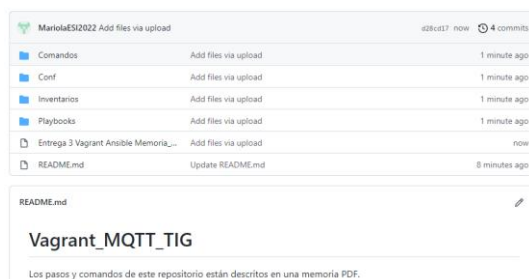 MariolaESI2022 Add files via upload d28cd17 now 4 commits
Comandos Add files via upload 1 minute ago
Conf Add files via upload 1 minute ago
Inventarios Add files via upload 1 minute ago
Playbooks Add files via upload 1 minute ago
Entrega 3 Vagrant Ansible Memoria_... Add files via upload now
README.md Update README.md 8 minutes ago
README.md
Vagrant_MQTT_TIG
Los pasos y comandos de este repositorio están descritos en una memoria PDF.